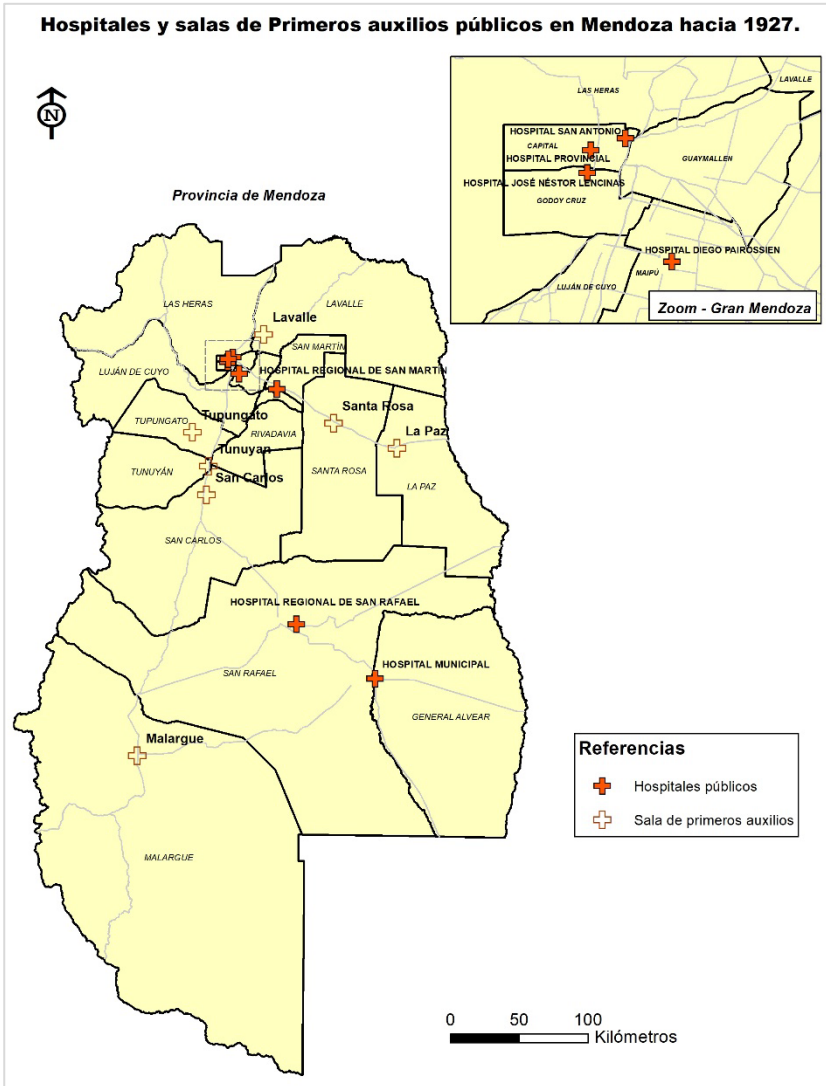 Hospitales y salas de Primeros auxilios públicos en Mendoza hacia 1927.
N
Provincia de Mendoza
LAVALLE
LAS HERAS
HOSPITAL SAN ANTONIO
CAPITAL
HOSPITAL PROVINCIAL
GUAYMALLEN
HOSPITAL JOSÉ NÉSTOR LENCINAS
GODOY CRUZ
HOSPITAL DIEGO PAIROSSIEN
MAIPÚ
LUJÁN DE CUYO
Zoom - Gran Mendoza
LAS HERAS
LAVALLE
Lavalle
SAN MARTÍN
LUJÁN DE CUYO
HOSPITAL REGIONAL DE SAN MARTÍN
Santa Rosa
Tupungato
TUPUNGATO
RIVADAVIA
La Paz
Tunuyan
TUNUYÁN
SANTA ROSA
San Carlos
LA PAZ
SAN CARLOS
HOSPITAL REGIONAL DE SAN RAFAEL
HOSPITAL MUNICIPAL
SAN RAFAEL
GENERAL ALVEAR
Malargue
MALARGUE
Referencias
Hospitales públicos
Sala de primeros auxilios
0 50 100
Kilómetros